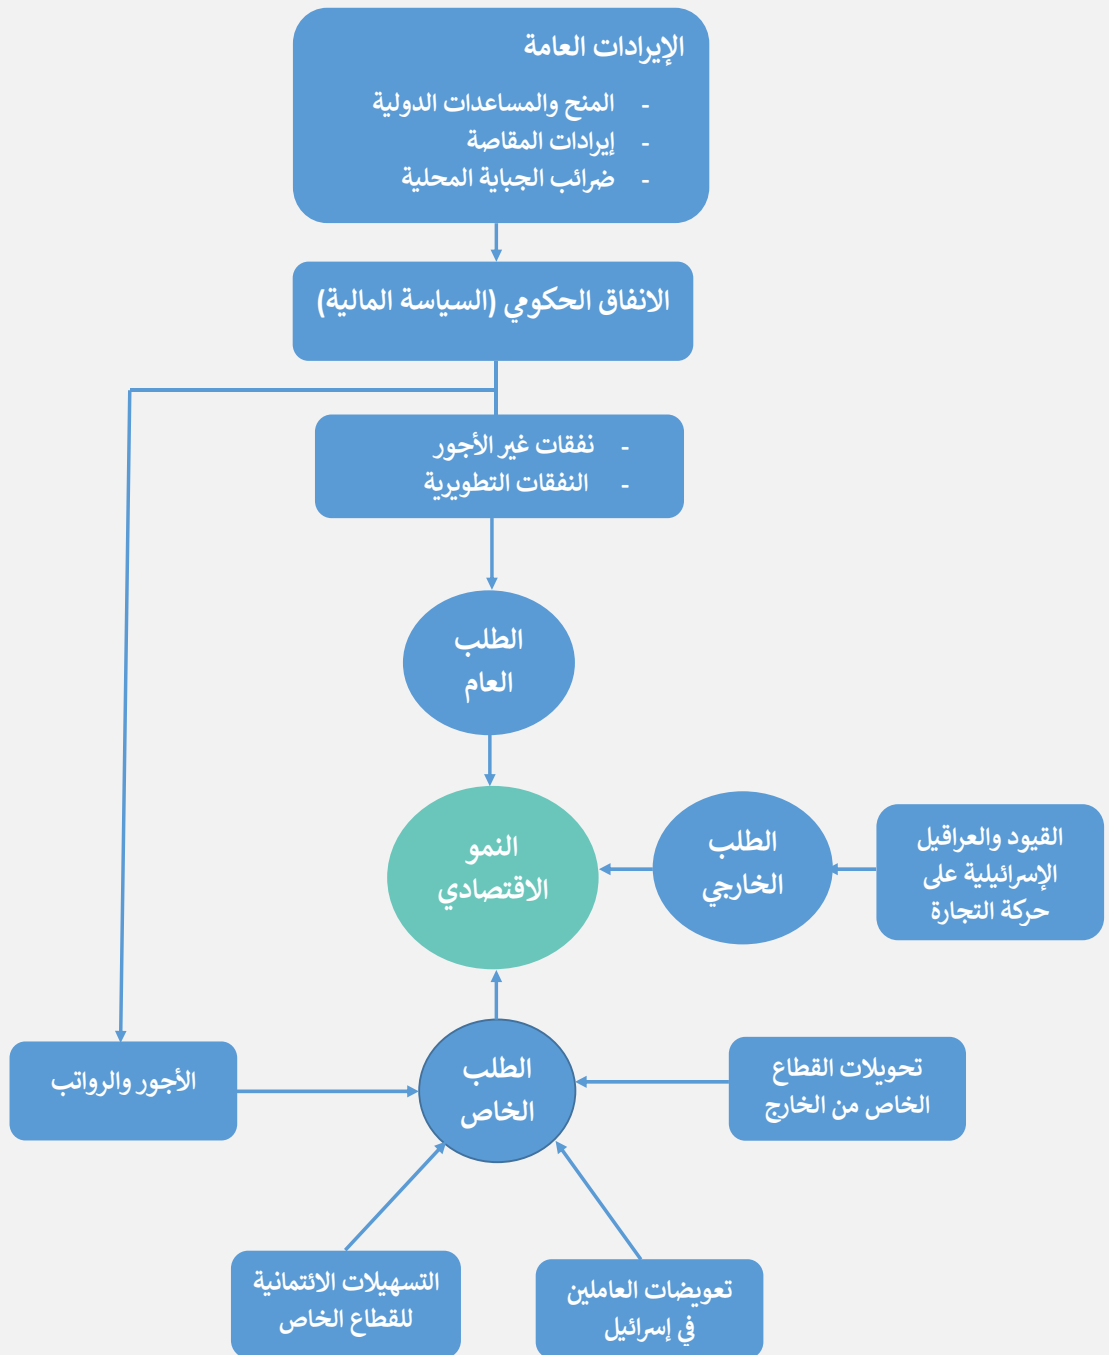 الإيرادات العامة
- المنح والمساعدات الدولية
- إيرادات المقاصة
- ضرائب الجباية المحلية
الانفاق الحكومي (السياسة المالية)
- نفقات غير الأجور
- النفقات التطويرية
الطلب
العام
النمو
الاقتصادي
الطلب
الخارجي
القيود والعراقيل
الإسرائيلية على
حركة التجارة
الطلب
الخاص
الأجور والرواتب
تحويلات القطاع
الخاص من الخارج
التسهيلات الائتمانية
للقطاع الخاص
تعويضات العاملين
في إسرائيل